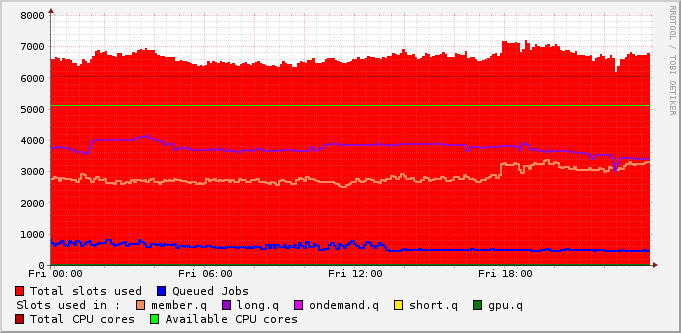 8000
7000
6000
5000
4000
3000
2000
1000
0
Fri 00:00 Fri 06:00 Fri 12:00 Fri 18:00
Total slots used Queued Jobs
Slots used in : member.q long.q ondemand.q short.q gpu.q
Total CPU cores Available CPU cores
RRDTOOL / TOBI OETIKER